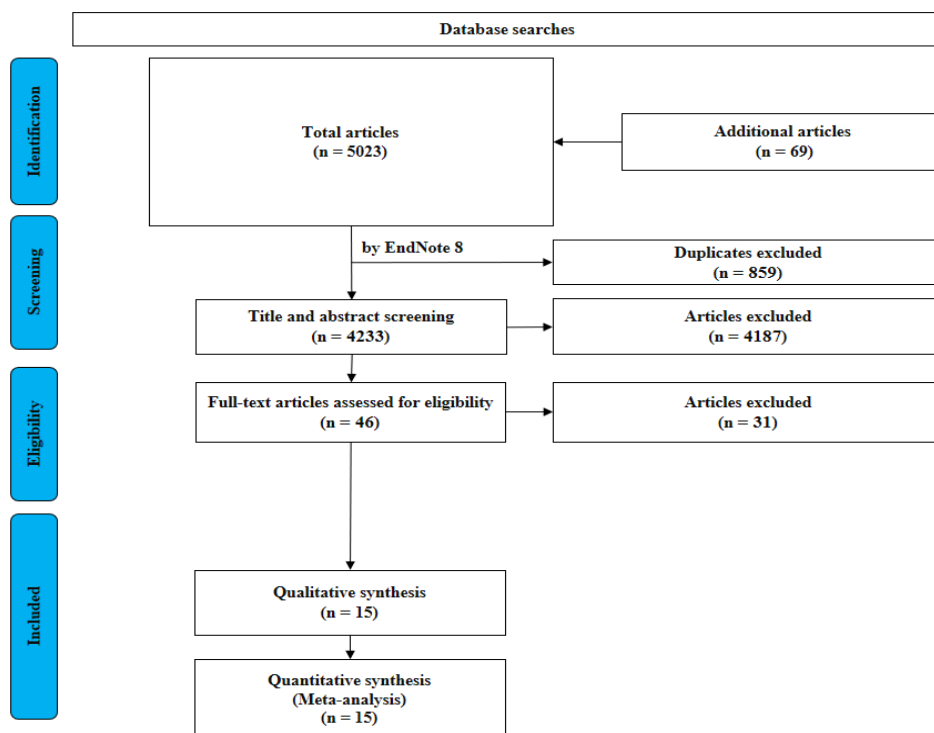 Database searches
Identification
Total articles
(n = 5023)
Additional articles
(n = 69)
Screening
by EndNote 8
Duplicates excluded
(n = 859)
Title and abstract screening
(n = 4233)
Articles excluded
(n = 4187)
Eligibility
Full-text articles assessed for eligibility
(n = 46)
Articles excluded
(n = 31)
Included
Qualitative synthesis
(n = 15)
Quantitative synthesis
(Meta-analysis)
(n = 15)